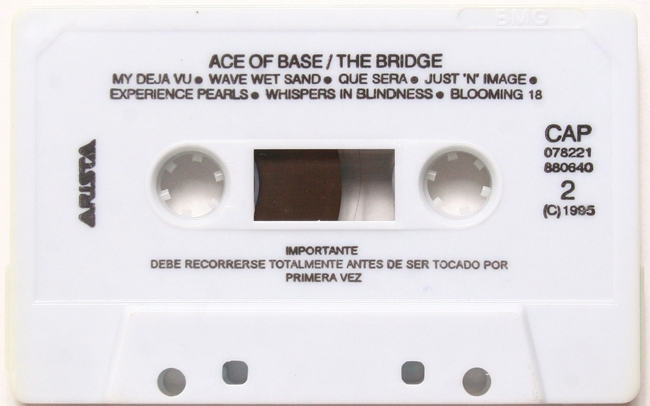 BMG
ACE OF BASE / THE BRIDGE
MY DEJA VU ● WAVE WET SAND ● QUE SERA ● JUST 'N' IMAGE ●
EXPERIENCE PEARLS ● WHISPERS IN BLINDNESS ● BLOOMING 18
ARISTA
CAP
078221
880640
2
(C) 1995
IMPORTANTE
DEBE RECORRERSE TOTALMENTE ANTES DE SER TOCADO POR
PRIMERA VEZ